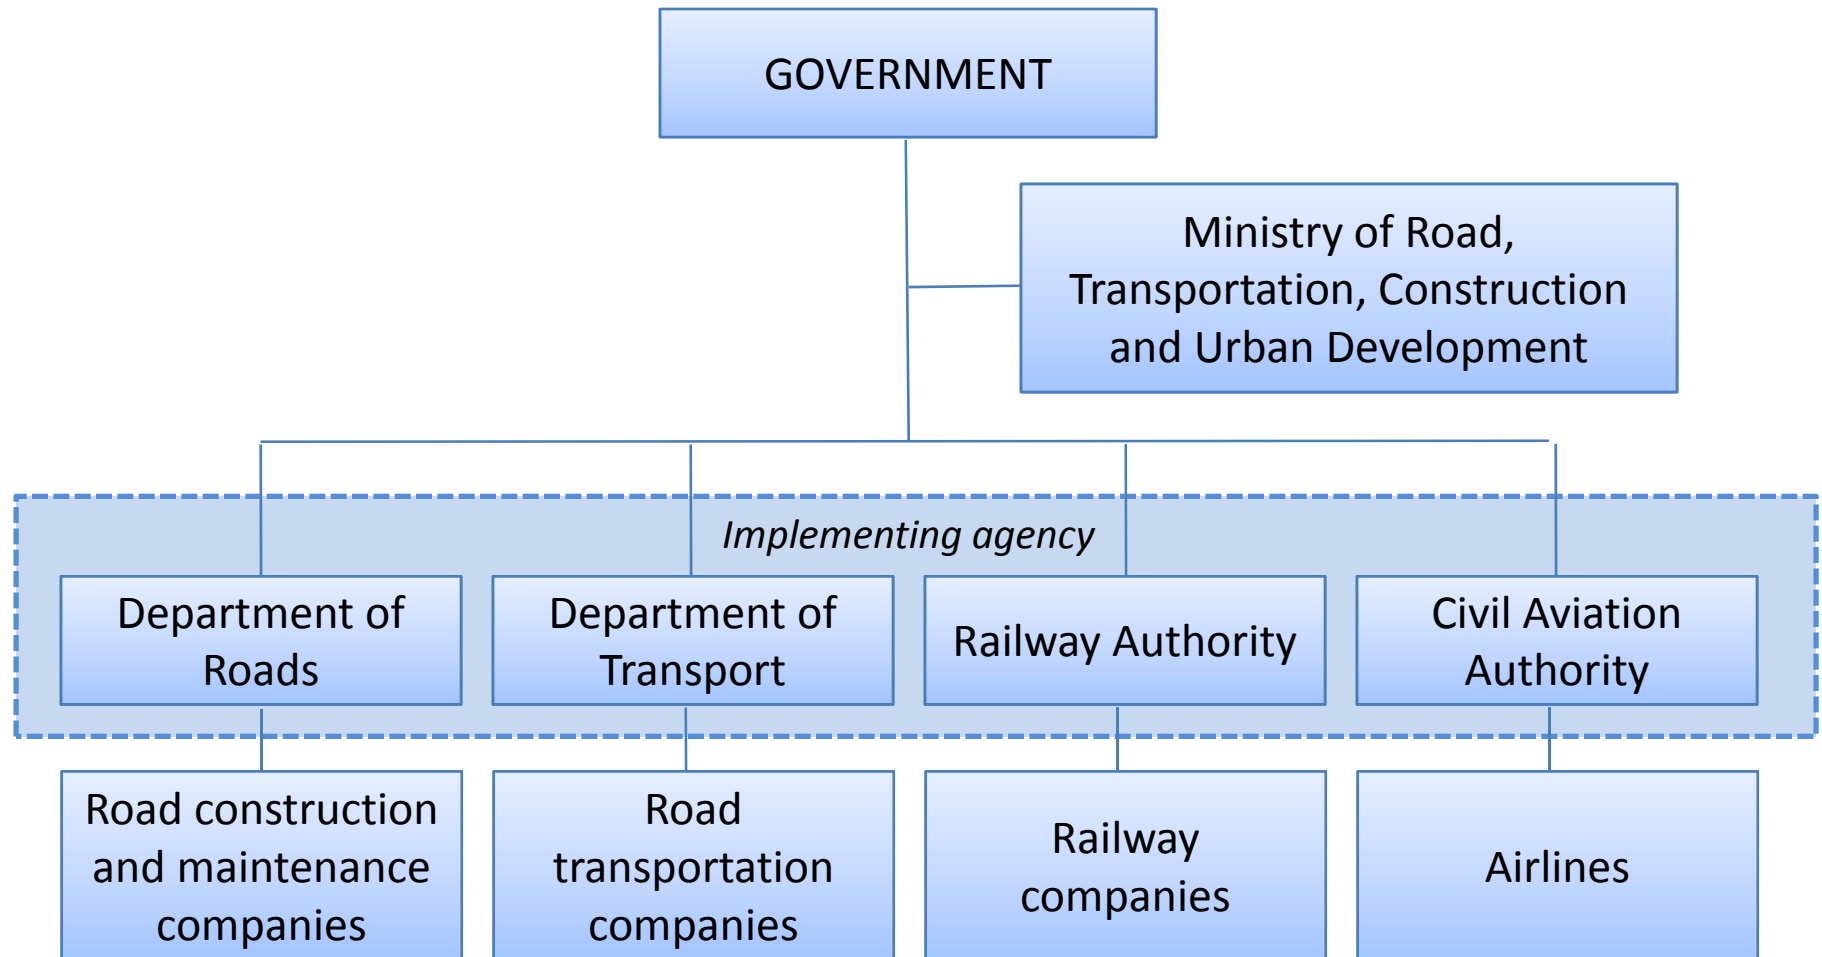 GOVERNMENT
Ministry of Road,
Transportation, Construction
and Urban Development
Implementing agency
Department of
Roads
Department of
Transport
Railway Authority
Civil Aviation
Authority
Road construction
and maintenance
companies
Road
transportation
companies
Railway
companies
Airlines